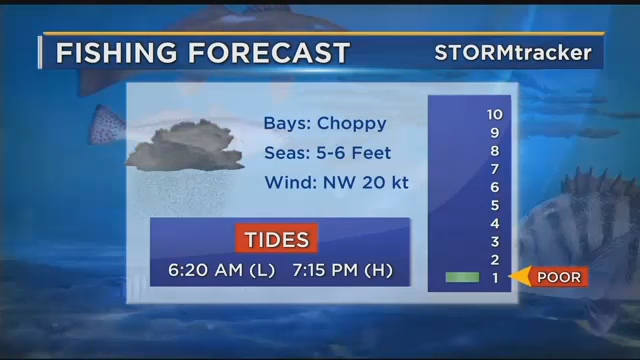 FISHING FORECAST STORMtracker
Bays: Choppy
Seas: 5-6 Feet
Wind: NW 20 kt
TIDES
6:20 AM (L) 7:15 PM (H)
10
9
8
7
6
5
4
3
2
1 POOR